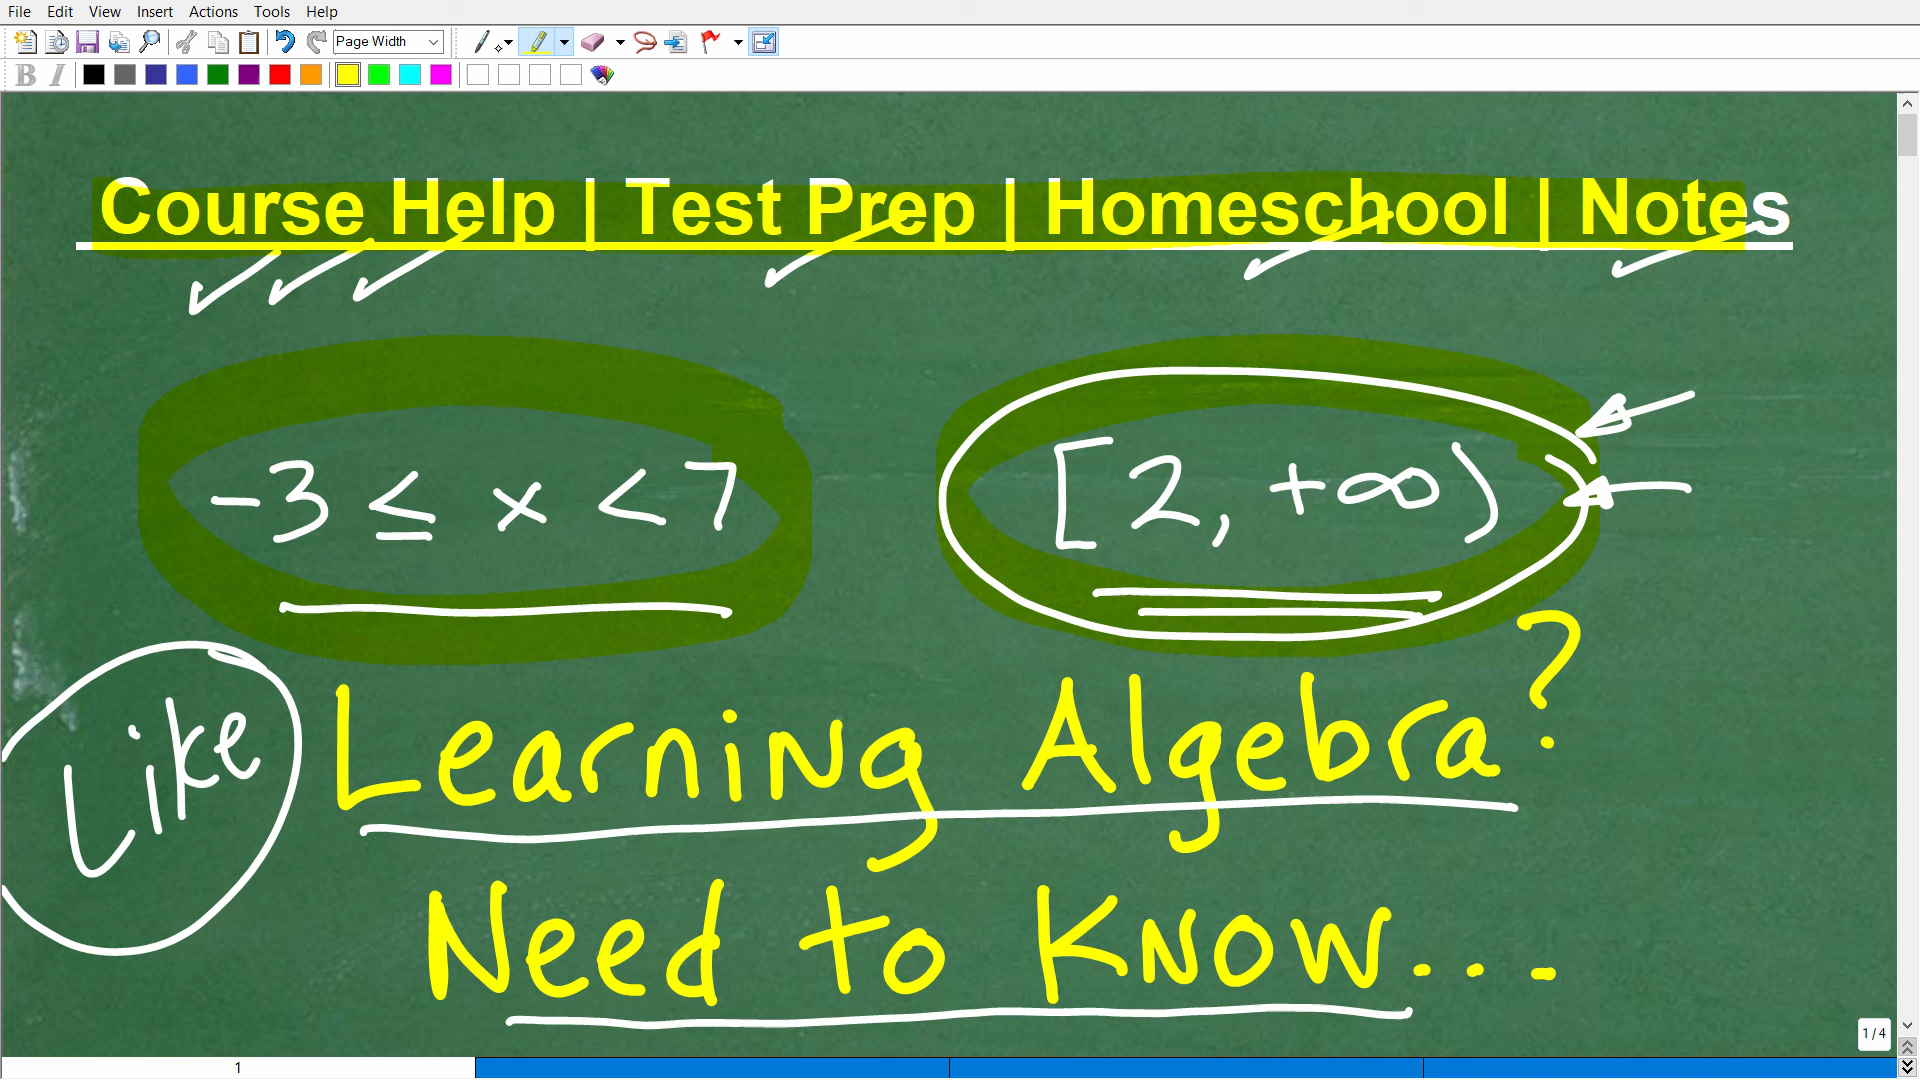 File Edit View Insert Actions Tools Help
Page Width
B I
Course Help | Test Prep | Homeschool | Notes
-3 ≤ x < 7 [2, +∞)
Like
Learning Algebra?
Need to Know...
1 / 4
1